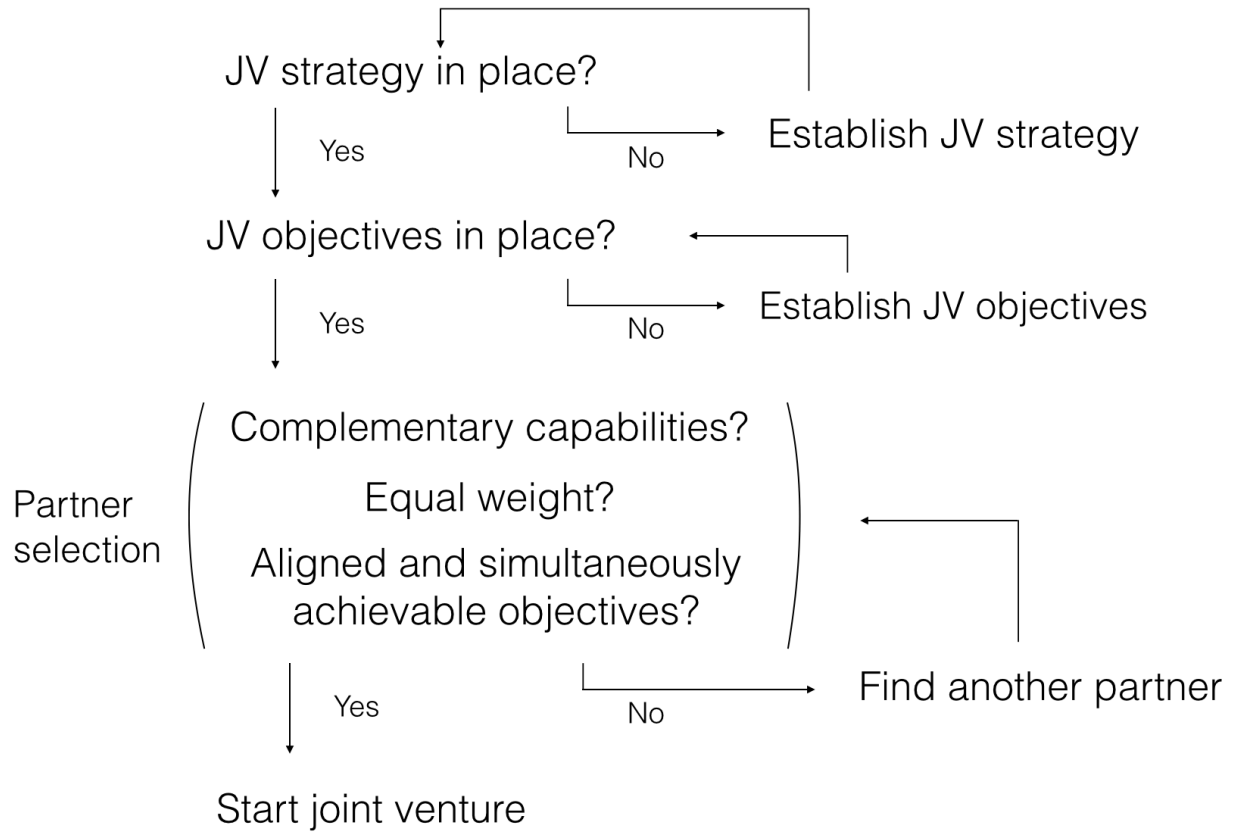 JV strategy in place?
Yes
No
Establish JV strategy
JV objectives in place?
Yes
No
Establish JV objectives
Partner
selection
Complementary capabilities?
Equal weight?
Aligned and simultaneously
achievable objectives?
Yes
No
Find another partner
Start joint venture